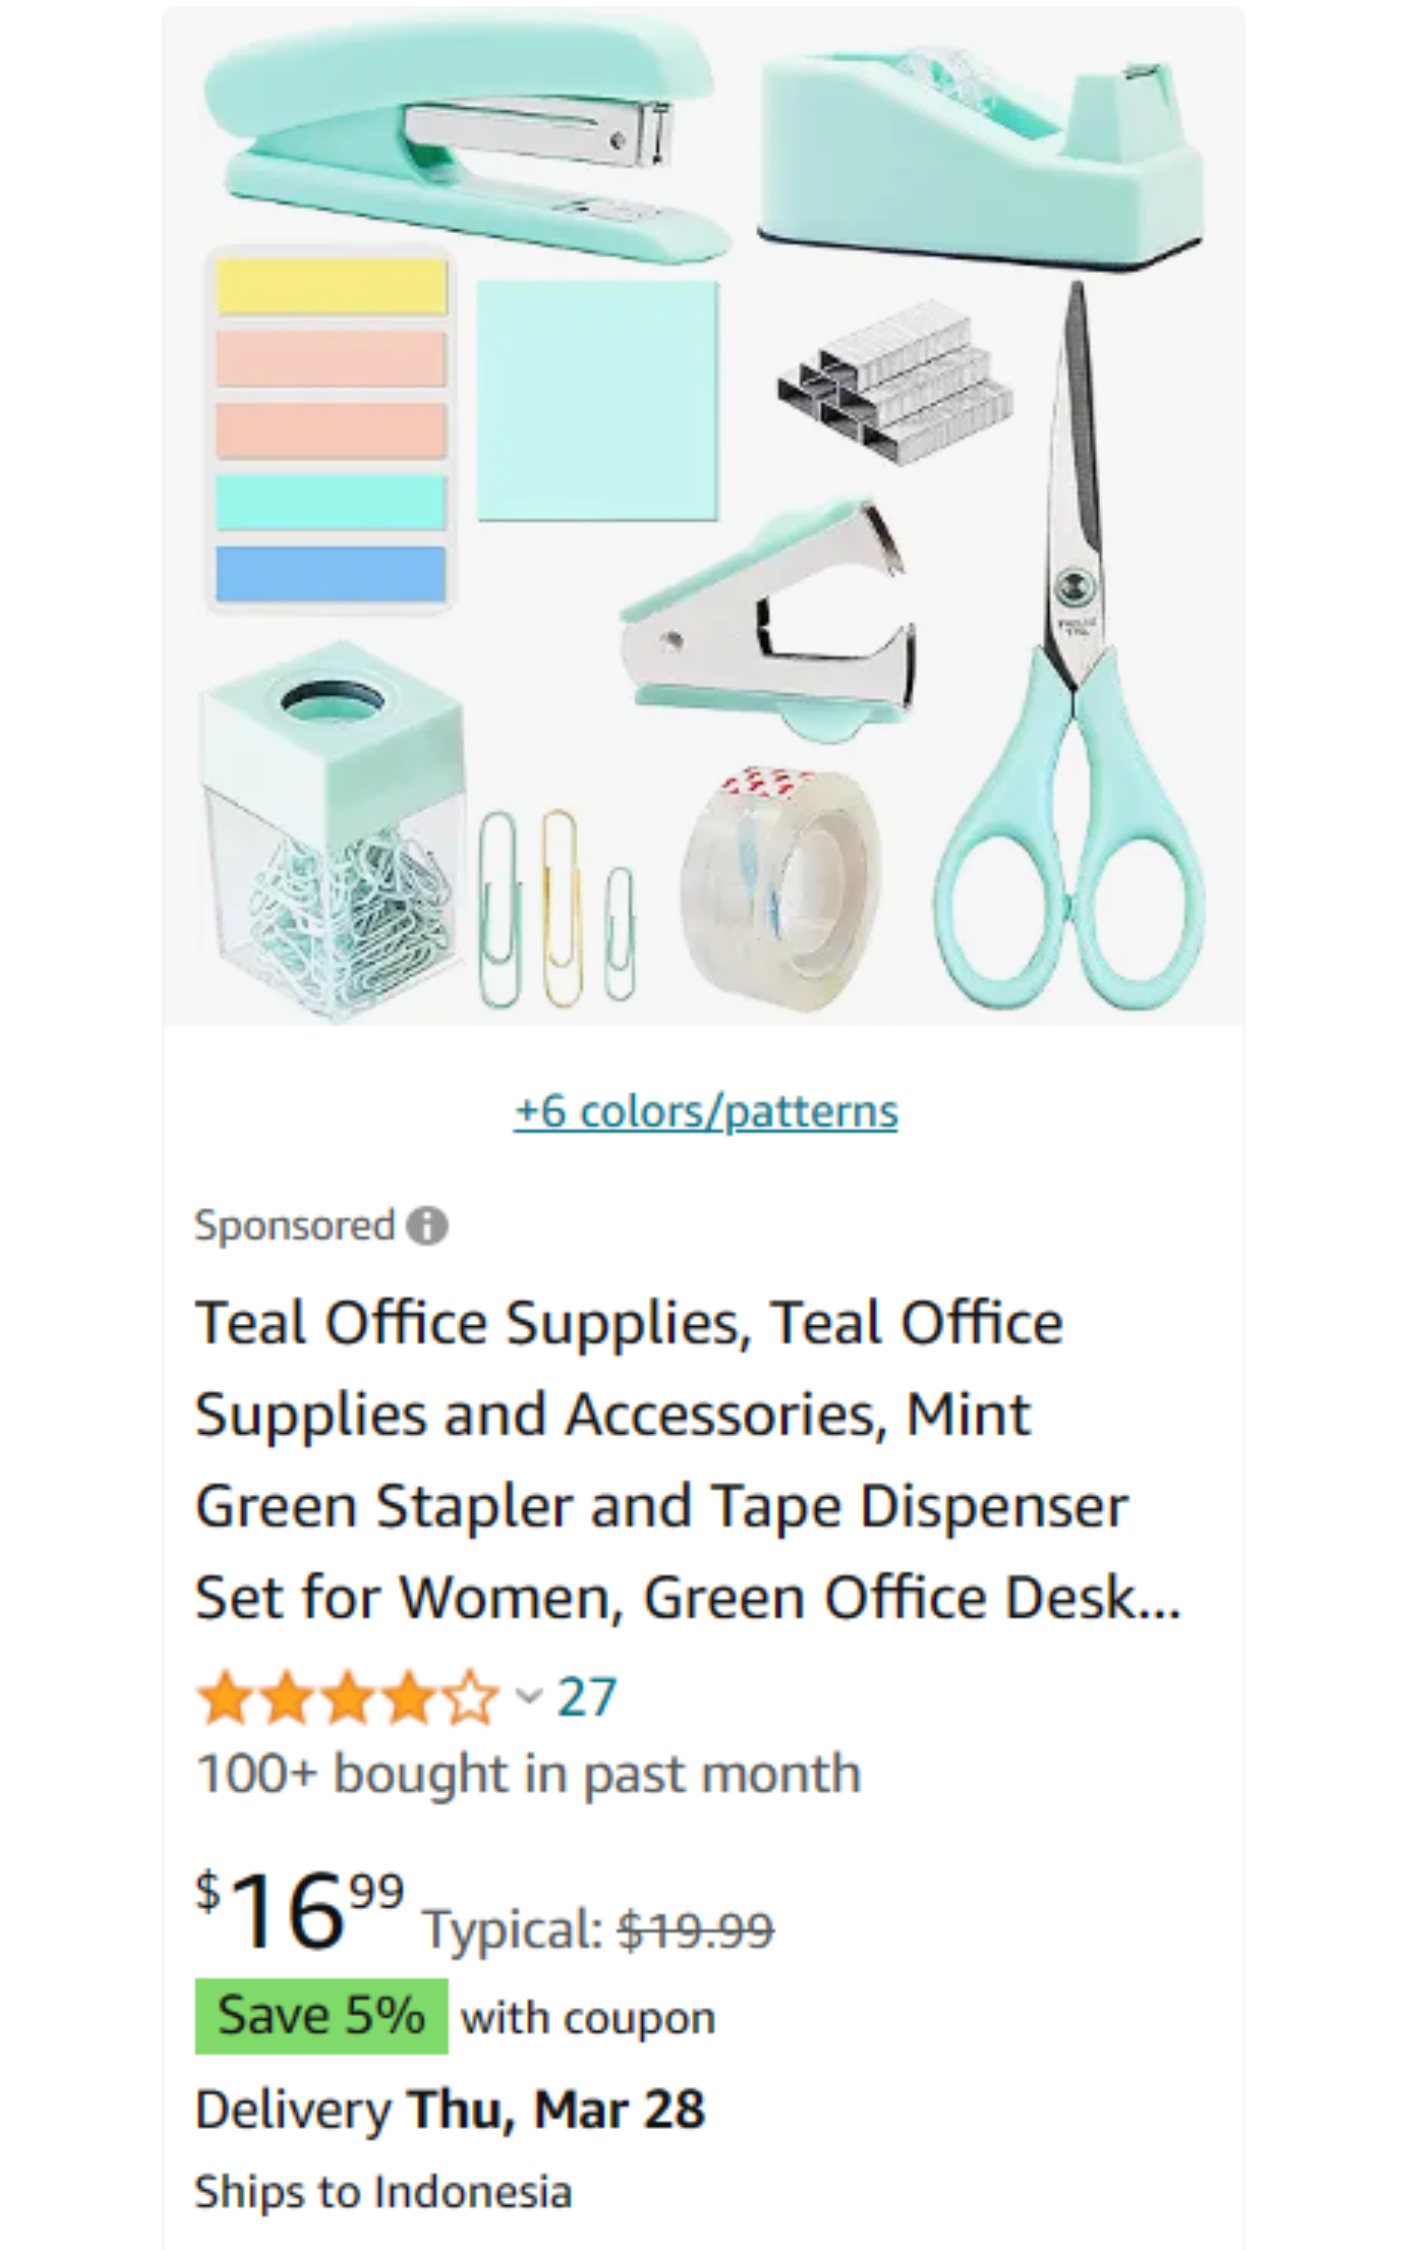 +6 colors/patterns
Sponsored
Teal Office Supplies, Teal Office
Supplies and Accessories, Mint
Green Stapler and Tape Dispenser
Set for Women, Green Office Desk...
27
100+ bought in past month
$16.99 Typical: $19.99
Save 5% with coupon
Delivery Thu, Mar 28
Ships to Indonesia